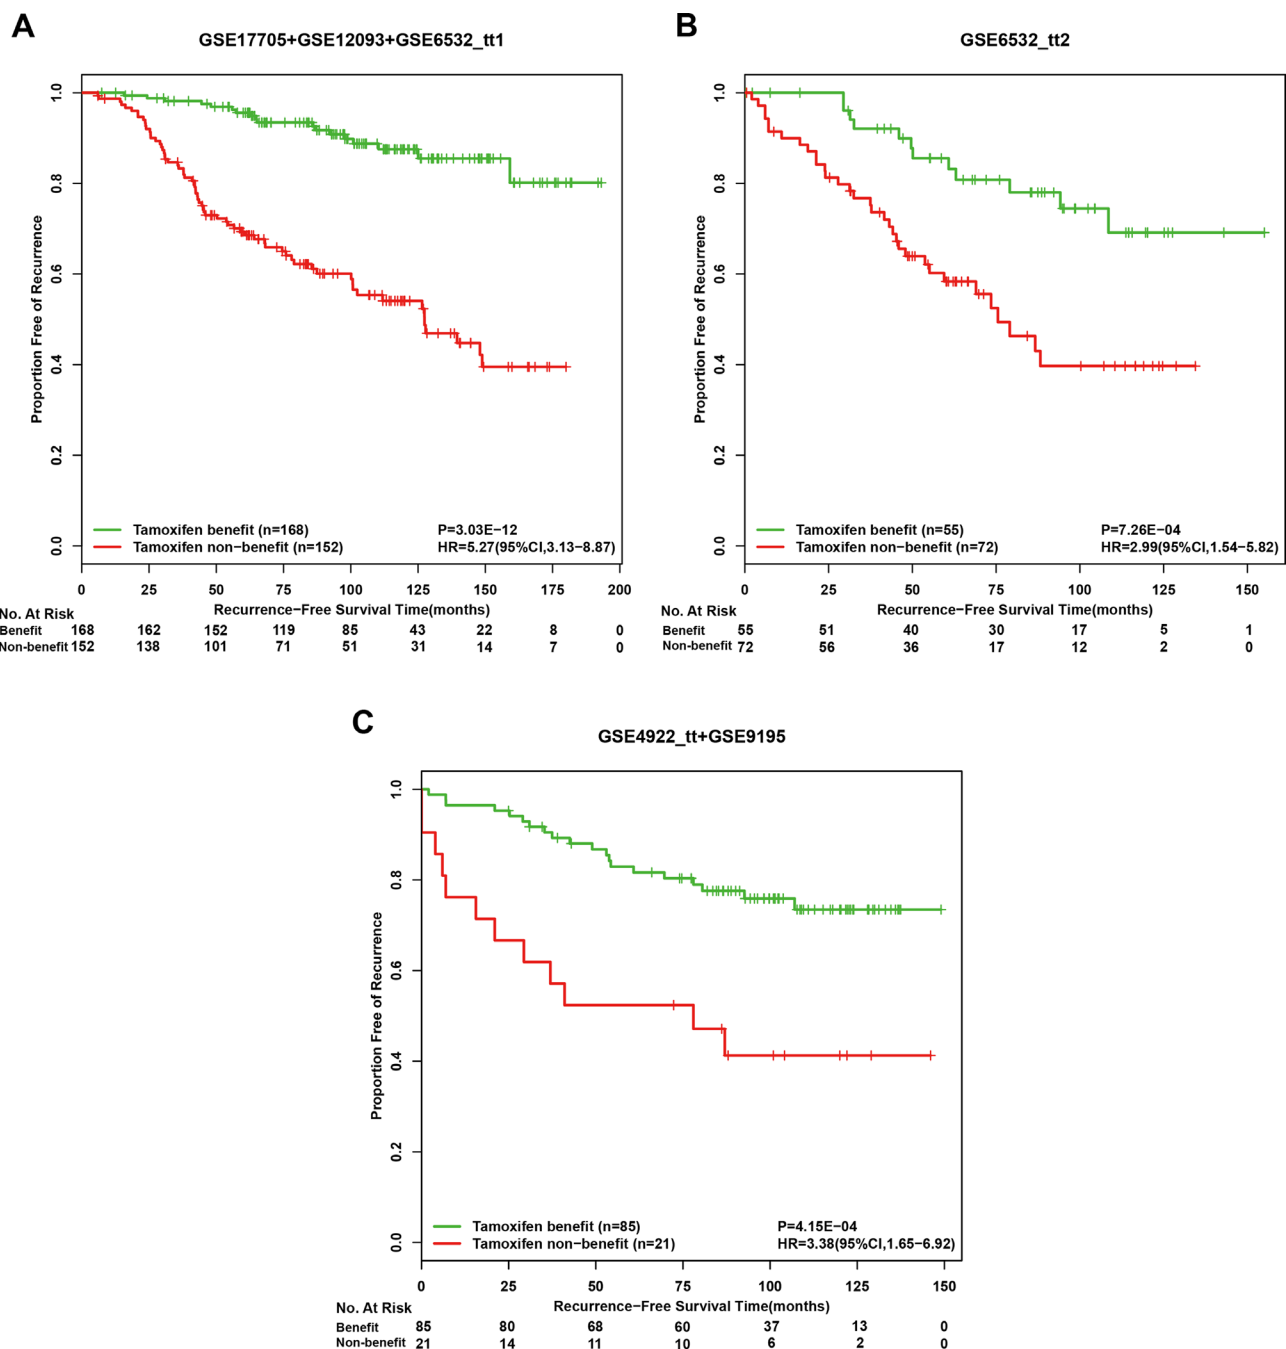 A
GSE17705+GSE12093+GSE6532_tt1
Proportion Free of Recurrence
1.0
0.8
0.6
0.4
0.2
0.0
Tamoxifen benefit (n=168) P=3.03E−12
Tamoxifen non−benefit (n=152) HR=5.27(95%CI,3.13−8.87)
0 25 50 75 100 125 150 175 200
No. At Risk Recurrence−Free Survival Time(months)
Benefit 168 162 152 119 85 43 22 8 0
Non-benefit 152 138 101 71 51 31 14 7 0
B
GSE6532_tt2
Proportion Free of Recurrence
1.0
0.8
0.6
0.4
0.2
0.0
Tamoxifen benefit (n=55) P=7.26E−04
Tamoxifen non−benefit (n=72) HR=2.99(95%CI,1.54−5.82)
0 25 50 75 100 125 150
No. At Risk Recurrence−Free Survival Time(months)
Benefit 55 51 40 30 17 5 1
Non-benefit 72 56 36 17 12 2 0
C
GSE4922_tt+GSE9195
Proportion Free of Recurrence
1.0
0.8
0.6
0.4
0.2
0.0
Tamoxifen benefit (n=85) P=4.15E−04
Tamoxifen non−benefit (n=21) HR=3.38(95%CI,1.65−6.92)
0 25 50 75 100 125 150
No. At Risk Recurrence−Free Survival Time(months)
Benefit 85 80 68 60 37 13 0
Non-benefit 21 14 11 10 6 2 0